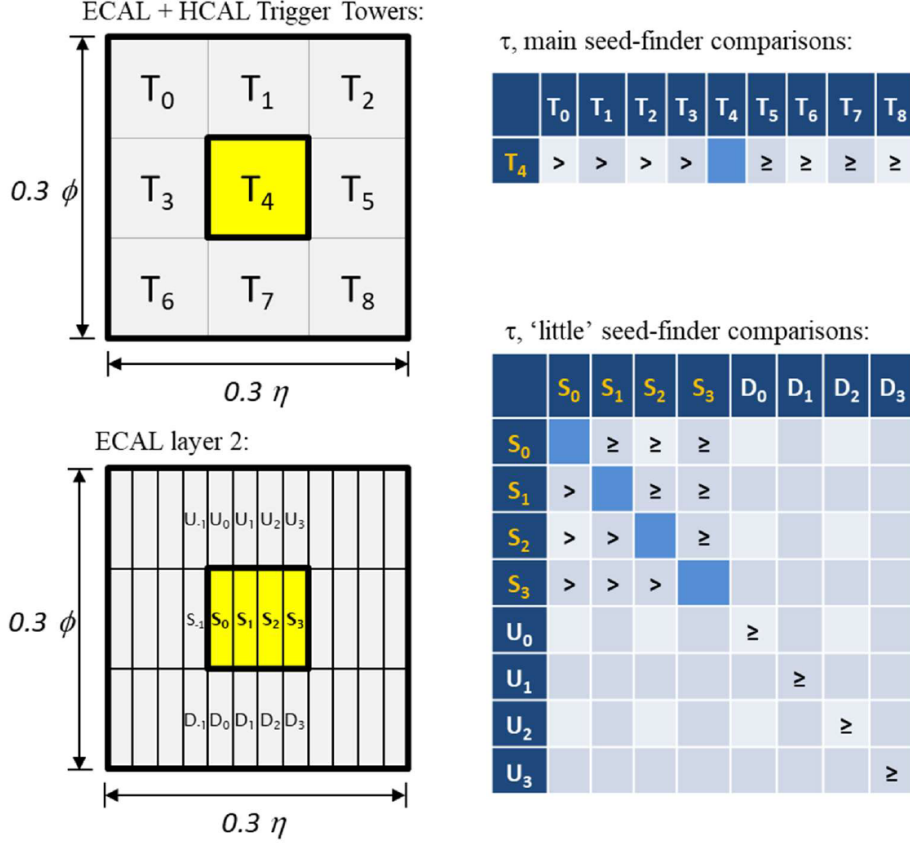 ECAL + HCAL Trigger Towers:
T₀ T₁ T₂
T₃ T₄ T₅
T₆ T₇ T₈
0.3 ϕ
0.3 η
τ, main seed-finder comparisons:
T₀ T₁ T₂ T₃ T₄ T₅ T₆ T₇ T₈
T₄ > > > > ≥ ≥ ≥ ≥
ECAL layer 2:
U₋₁ U₀ U₁ U₂ U₃
S₋₁ S₀ S₁ S₂ S₃
D₋₁ D₀ D₁ D₂ D₃
0.3 ϕ
0.3 η
τ, ‘little’ seed-finder comparisons:
S₀ S₁ S₂ S₃ D₀ D₁ D₂ D₃
S₀ ≥ ≥ ≥
S₁ > ≥ ≥
S₂ > > ≥
S₃ > > >
U₀ ≥
U₁ ≥
U₂ ≥
U₃ ≥